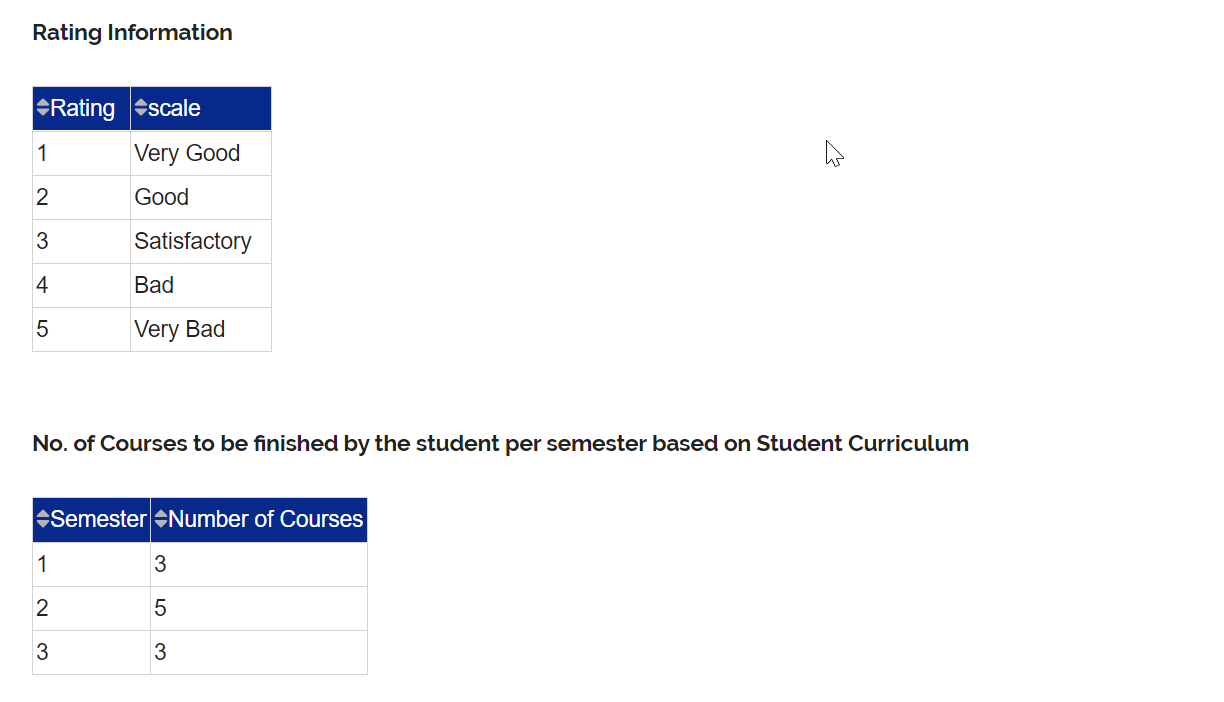 Rating Information
Rating scale
1 Very Good
2 Good
3 Satisfactory
4 Bad
5 Very Bad
No. of Courses to be finished by the student per semester based on Student Curriculum
Semester Number of Courses
1 3
2 5
3 3